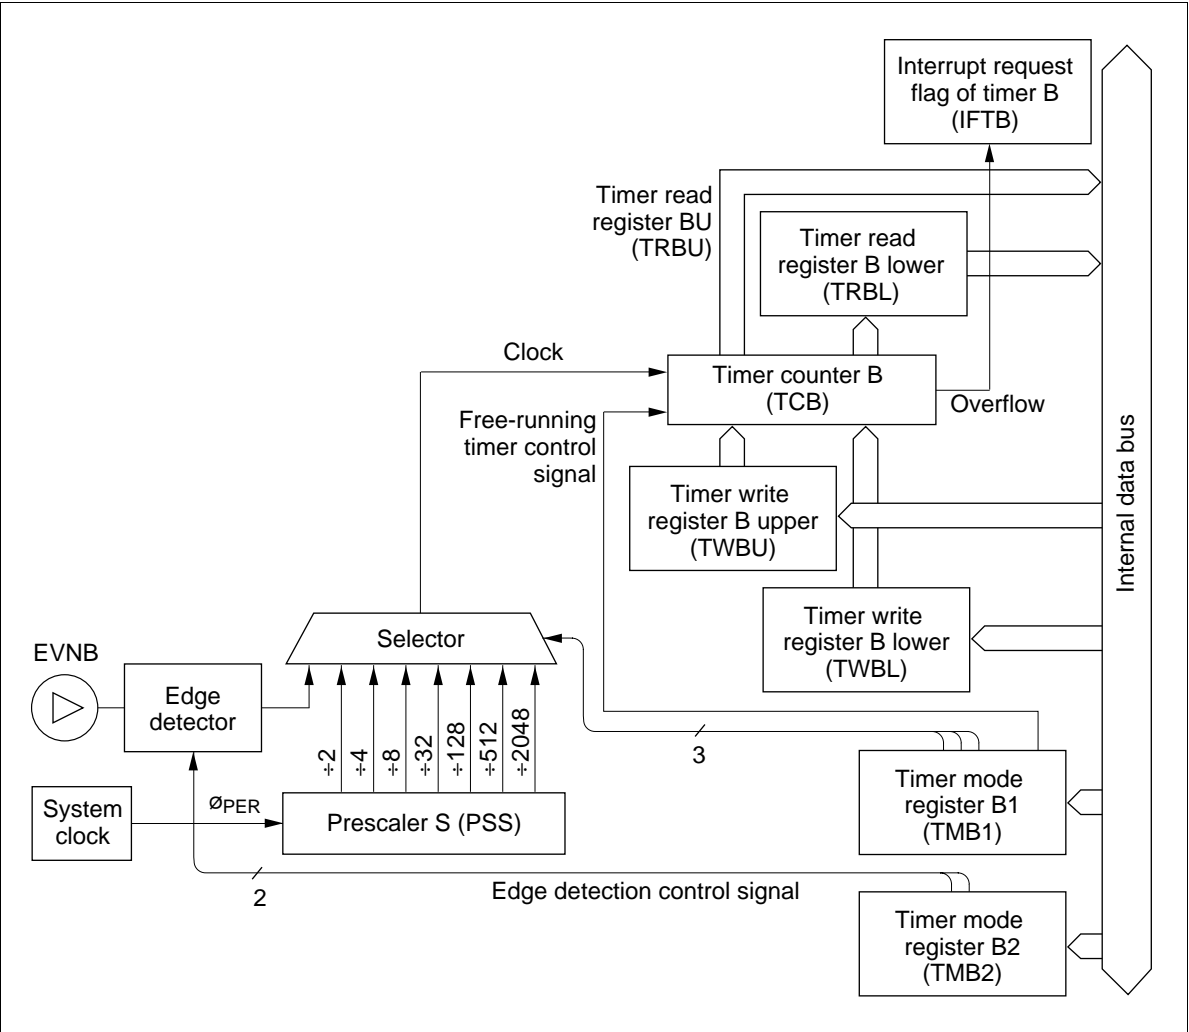 Interrupt request
flag of timer B
(IFTB)
Timer read
register BU
(TRBU)
Timer read
register B lower
(TRBL)
Clock
Timer counter B
(TCB)
Overflow
Free-running
timer control
signal
Timer write
register B upper
(TWBU)
Internal data bus
Timer write
register B lower
(TWBL)
Selector
EVNB
Edge
detector
÷2
÷4
÷8
÷32
÷128
÷512
÷2048
3
System
clock
øPER
Prescaler S (PSS)
Timer mode
register B1
(TMB1)
2
Edge detection control signal
Timer mode
register B2
(TMB2)